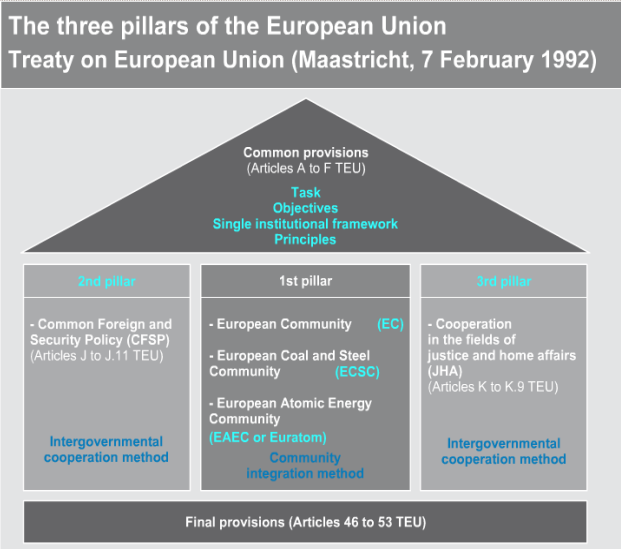 The three pillars of the European Union
Treaty on European Union (Maastricht, 7 February 1992)
Common provisions
(Articles A to F TEU)
Task
Objectives
Single institutional framework
Principles
2nd pillar
- Common Foreign and
Security Policy (CFSP)
(Articles J to J.11 TEU)
Intergovernmental
cooperation method
1st pillar
- European Community (EC)
- European Coal and Steel
Community (ECSC)
- European Atomic Energy
Community
(EAEC or Euratom)
Community
integration method
3rd pillar
- Cooperation
in the fields of
justice and home affairs
(JHA)
(Articles K to K.9 TEU)
Intergovernmental
cooperation method
Final provisions (Articles 46 to 53 TEU)